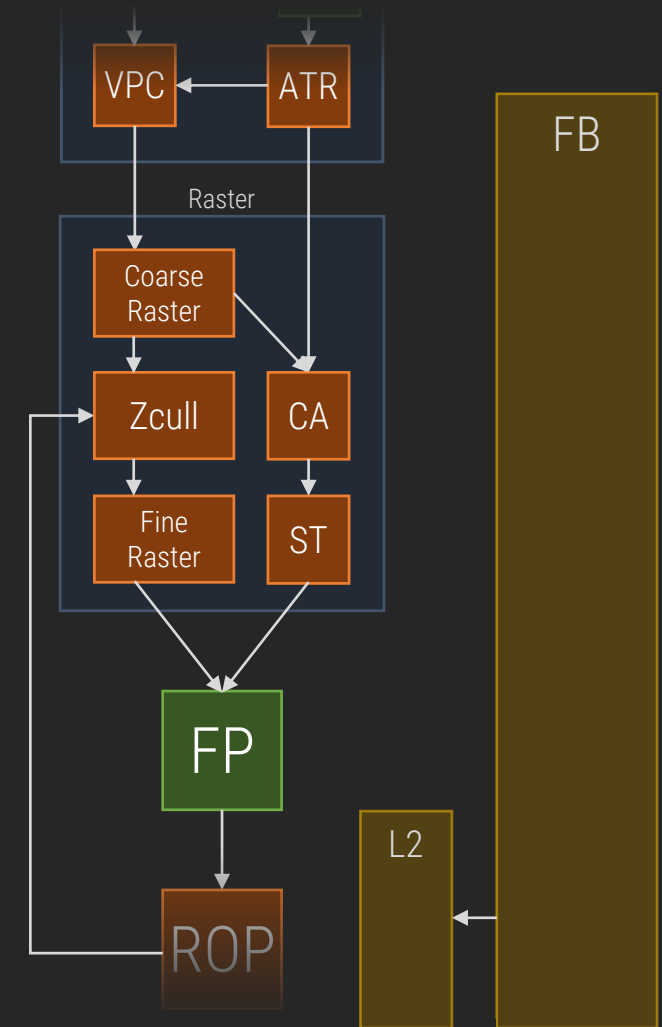 VPC
ATR
FB
Raster
Coarse
Raster
Zcull
CA
Fine
Raster
ST
FP
L2
ROP